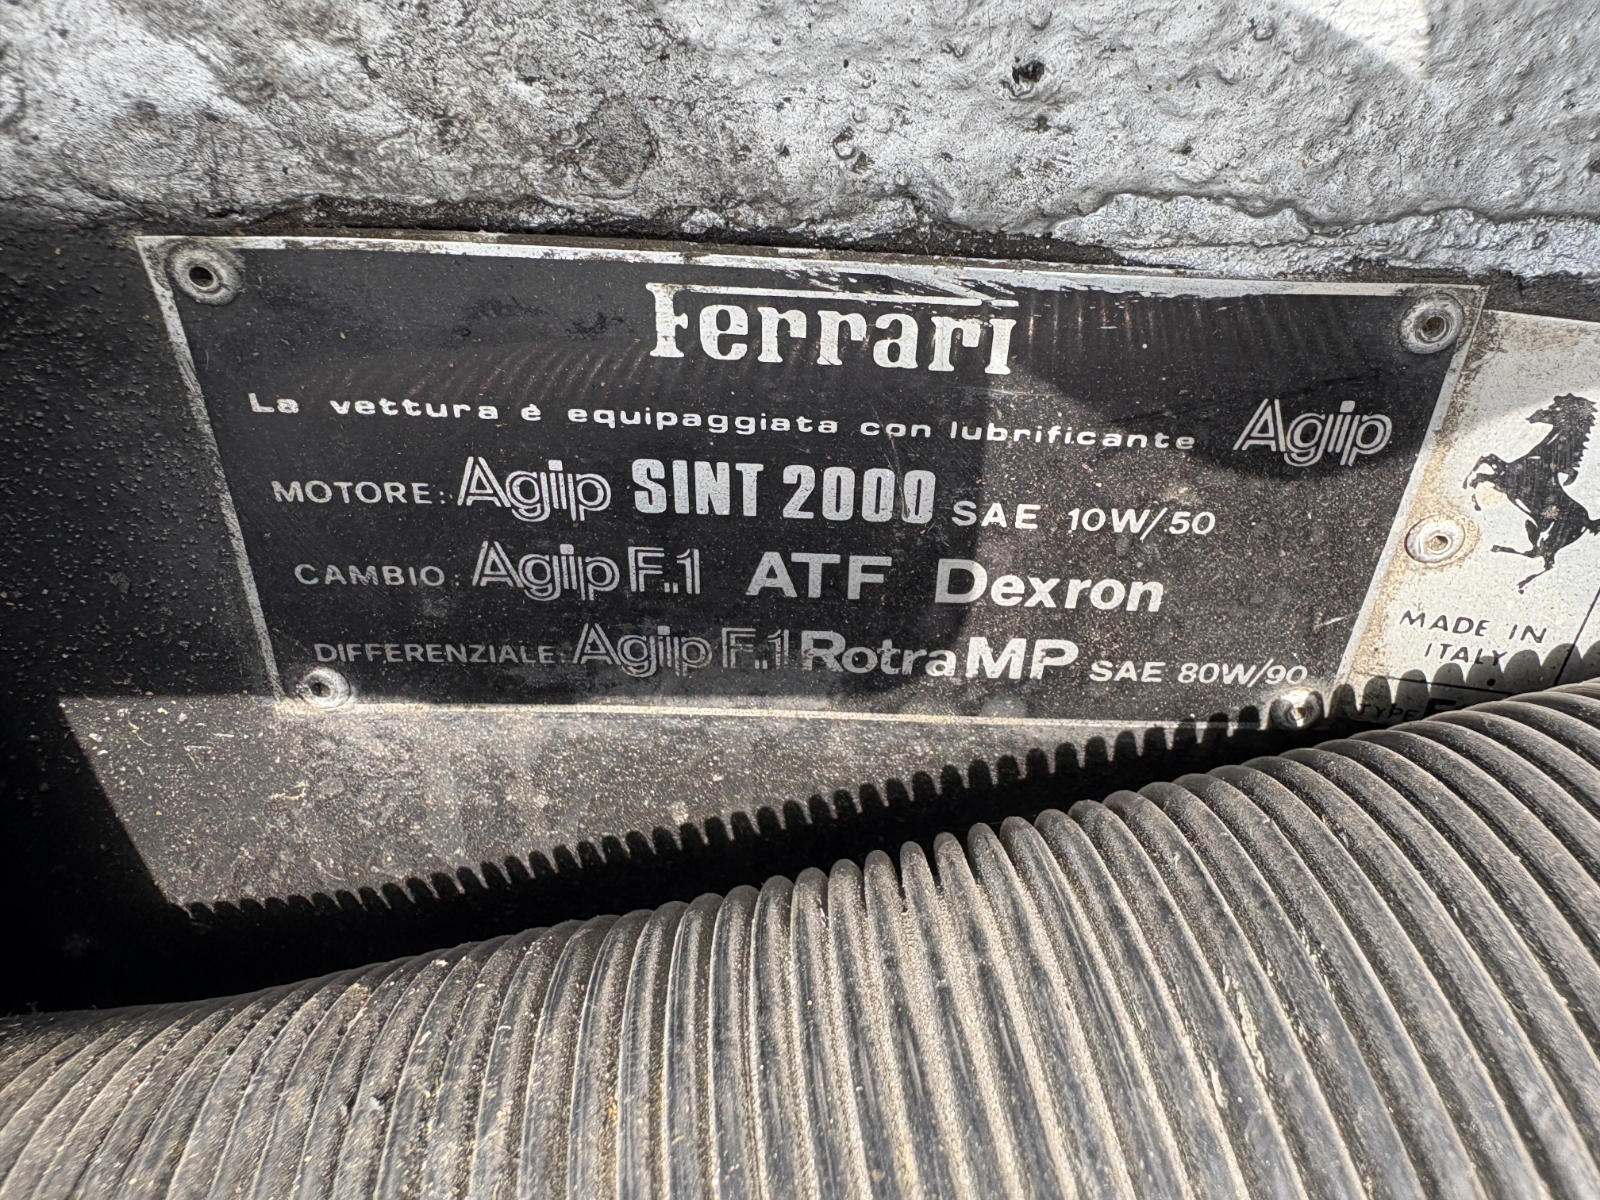 Ferrari
La vettura è equipaggiata con lubrificante Agip
MOTORE: Agip SINT 2000 SAE 10W/50
CAMBIO: Agip F.1 ATF Dexron
DIFFERENZIALE: Agip F.1 Rotra MP SAE 80W/90
MADE IN
ITALY
TYPE